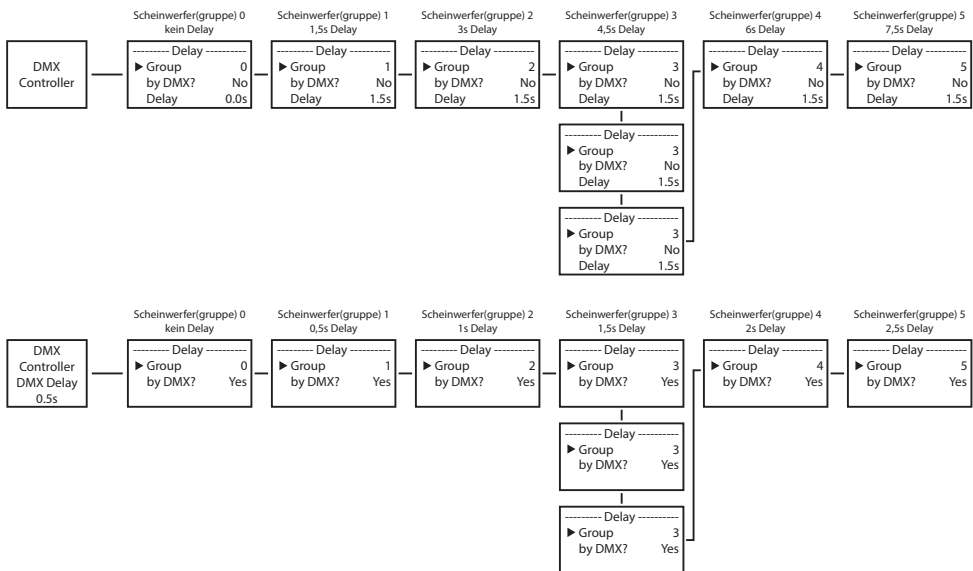 Scheinwerfer(gruppe) 0
kein Delay
Scheinwerfer(gruppe) 1
1,5s Delay
Scheinwerfer(gruppe) 2
3s Delay
Scheinwerfer(gruppe) 3
4,5s Delay
Scheinwerfer(gruppe) 4
6s Delay
Scheinwerfer(gruppe) 5
7,5s Delay
DMX
Controller
--------- Delay ----------
▶ Group 0
by DMX? No
Delay 0.0s
--------- Delay ----------
▶ Group 1
by DMX? No
Delay 1.5s
--------- Delay ----------
▶ Group 2
by DMX? No
Delay 1.5s
--------- Delay ----------
▶ Group 3
by DMX? No
Delay 1.5s
--------- Delay ----------
▶ Group 4
by DMX? No
Delay 1.5s
--------- Delay ----------
▶ Group 5
by DMX? No
Delay 1.5s
--------- Delay ----------
▶ Group 3
by DMX? No
Delay 1.5s
--------- Delay ----------
▶ Group 3
by DMX? No
Delay 1.5s
Scheinwerfer(gruppe) 0
kein Delay
Scheinwerfer(gruppe) 1
0,5s Delay
Scheinwerfer(gruppe) 2
1s Delay
Scheinwerfer(gruppe) 3
1,5s Delay
Scheinwerfer(gruppe) 4
2s Delay
Scheinwerfer(gruppe) 5
2,5s Delay
DMX
Controller
DMX Delay
0.5s
--------- Delay ----------
▶ Group 0
by DMX? Yes
--------- Delay ----------
▶ Group 1
by DMX? Yes
--------- Delay ----------
▶ Group 2
by DMX? Yes
--------- Delay ----------
▶ Group 3
by DMX? Yes
--------- Delay ----------
▶ Group 4
by DMX? Yes
--------- Delay ----------
▶ Group 5
by DMX? Yes
--------- Delay ----------
▶ Group 3
by DMX? Yes
--------- Delay ----------
▶ Group 3
by DMX? Yes